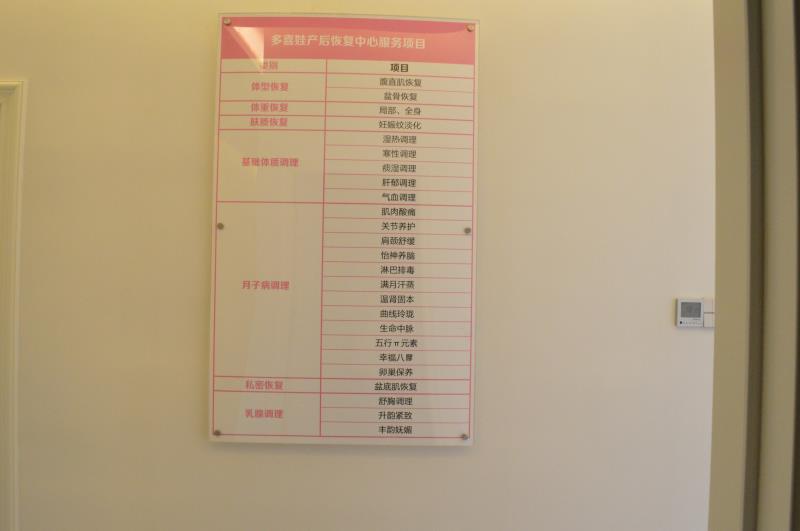 多喜娃产后恢复中心服务项目
类别 项目
体型恢复 腹直肌恢复
盆骨恢复
体重恢复 局部、全身
肤质恢复 妊娠纹淡化
基础体质调理 湿热调理
寒性调理
痰湿调理
肝郁调理
气血调理
月子病调理 肌肉酸痛
关节养护
肩颈舒缓
怡神养脑
淋巴排毒
满月汗蒸
温肾固本
曲线玲珑
生命中脉
五行π元素
幸福八摩
卵巢保养
私密恢复 盆底肌恢复
乳腺调理 舒胸调理
升韵紧致
丰韵妩媚